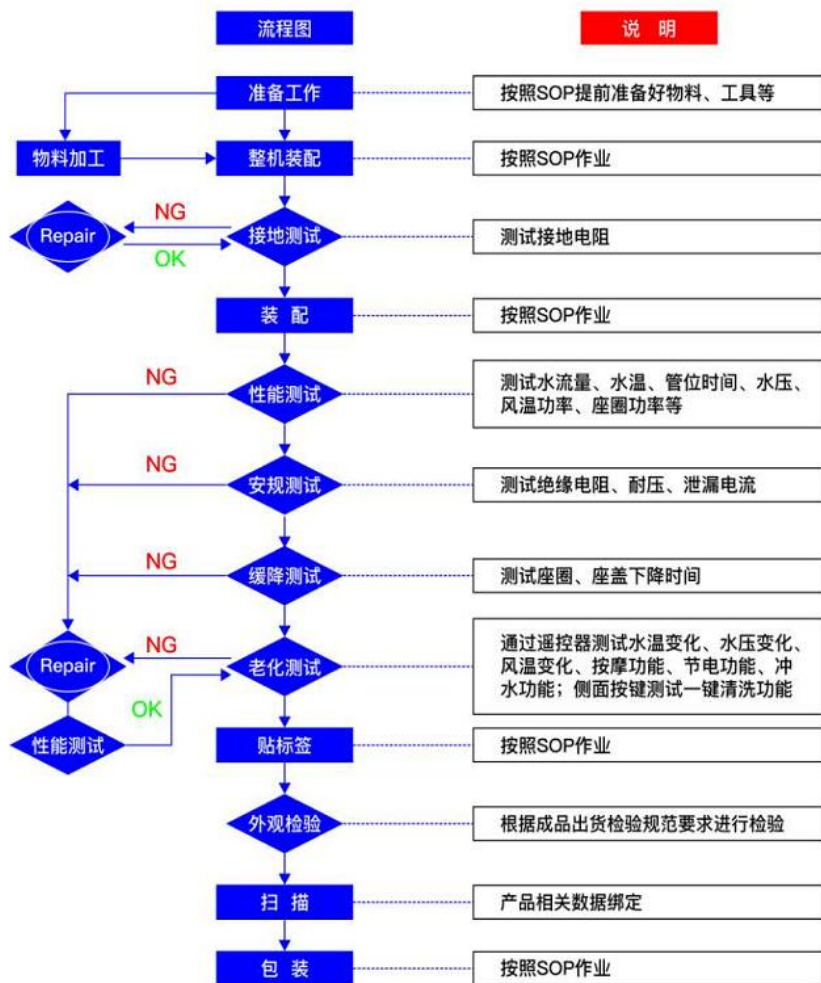 流程图
说 明
准备工作
按照SOP提前准备好物料、工具等
物料加工
整机装配
按照SOP作业
NG
Repair
OK
接地测试
测试接地电阻
装 配
按照SOP作业
NG
性能测试
测试水流量、水温、管位时间、水压、
风温功率、座圈功率等
NG
安规测试
测试绝缘电阻、耐压、泄漏电流
NG
缓降测试
测试座圈、座盖下降时间
NG
Repair
老化测试
通过遥控器测试水温变化、水压变化、
风温变化、按摩功能、节电功能、冲
水功能；侧面按键测试一键清洗功能
OK
性能测试
贴标签
按照SOP作业
外观检验
根据成品出货检验规范要求进行检验
扫 描
产品相关数据绑定
包 装
按照SOP作业